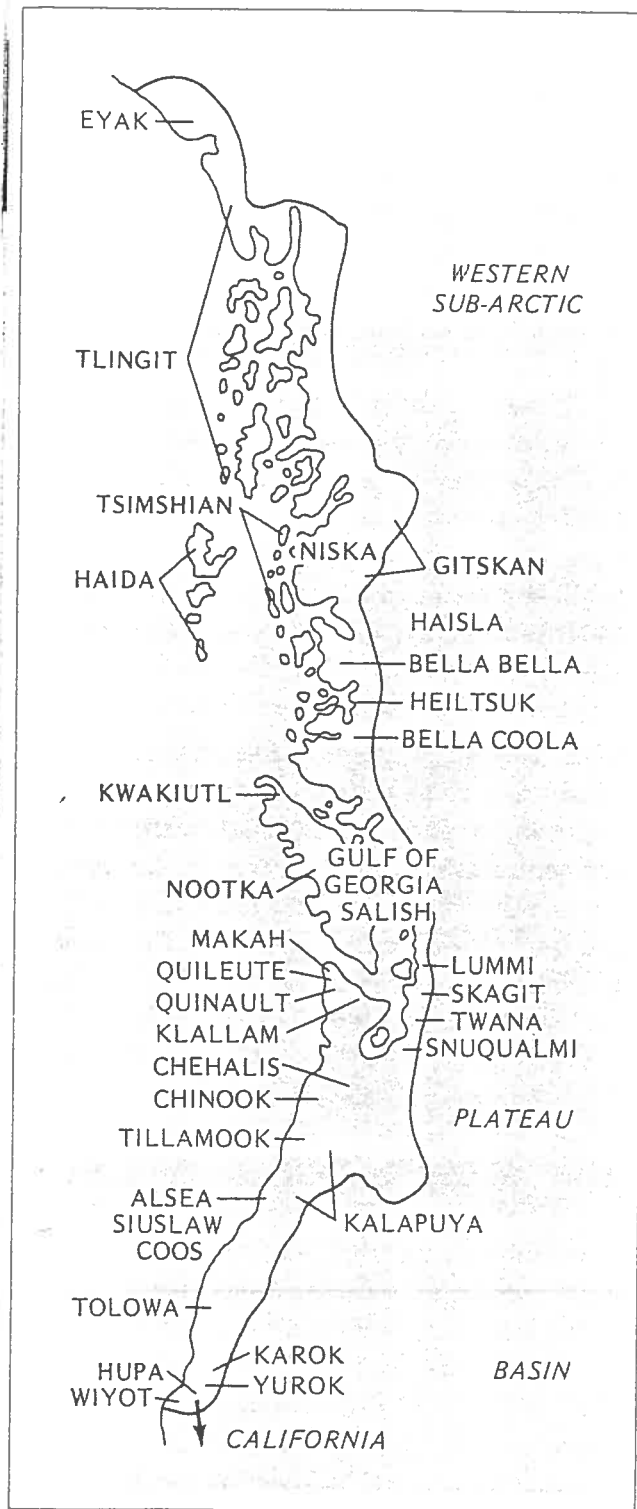 EYAK
WESTERN
SUB-ARCTIC
TLINGIT
TSIMSHIAN
NISKA
HAIDA
GITSKAN
HAISLA
BELLA BELLA
HEILTSUK
BELLA COOLA
KWAKIUTL
GULF OF
GEORGIA
SALISH
NOOTKA
MAKAH
QUILEUTE
QUINAULT
KLALLAM
LUMMI
SKAGIT
TWANA
SNUQUALMI
CHEHALIS
CHINOOK
TILLAMOOK
PLATEAU
ALSEA
SIUSLAW
COOS
KALAPUYA
TOLOWA
KAROK
YUROK
HUPA
WIYOT
BASIN
CALIFORNIA